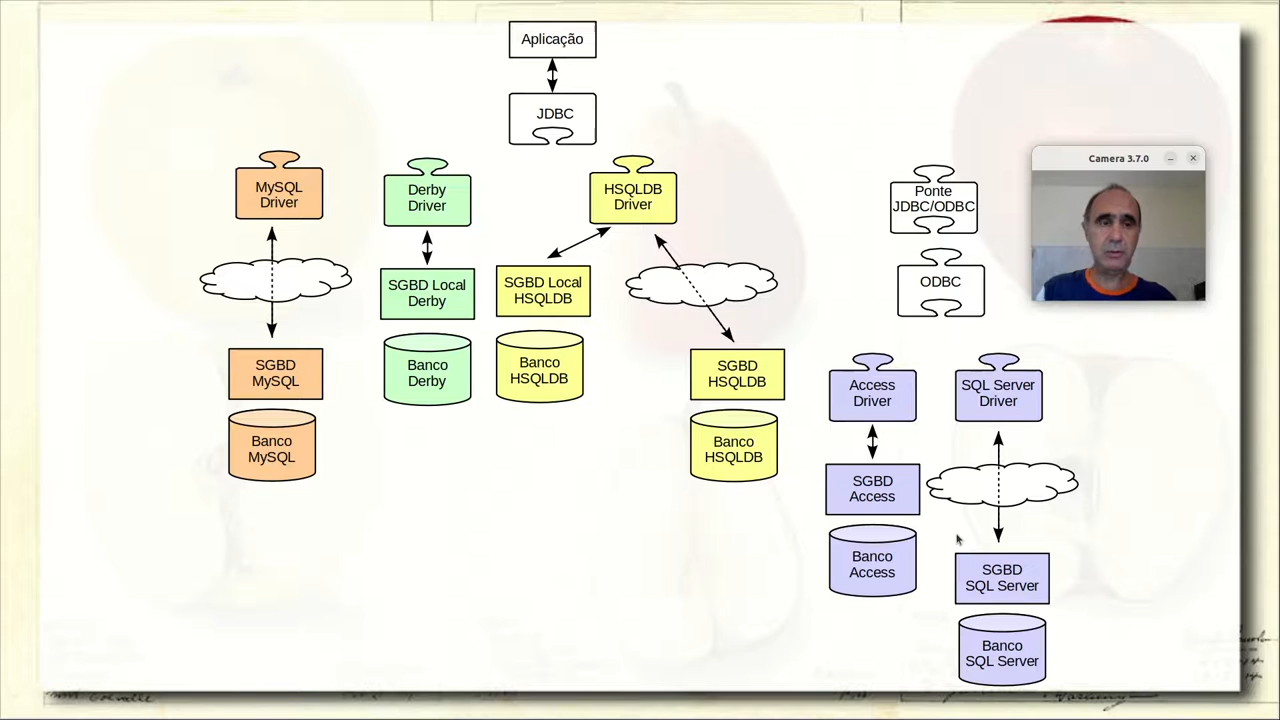 Aplicação
JDBC
MySQL
Driver
Derby
Driver
HSQLDB
Driver
Ponte
JDBC/ODBC
Camera 3.7.0
ODBC
SGBD Local
Derby
SGBD Local
HSQLDB
SGBD
MySQL
Banco
Derby
Banco
HSQLDB
SGBD
HSQLDB
Access
Driver
SQL Server
Driver
Banco
MySQL
Banco
HSQLDB
SGBD
Access
Banco
Access
SGBD
SQL Server
Banco
SQL Server